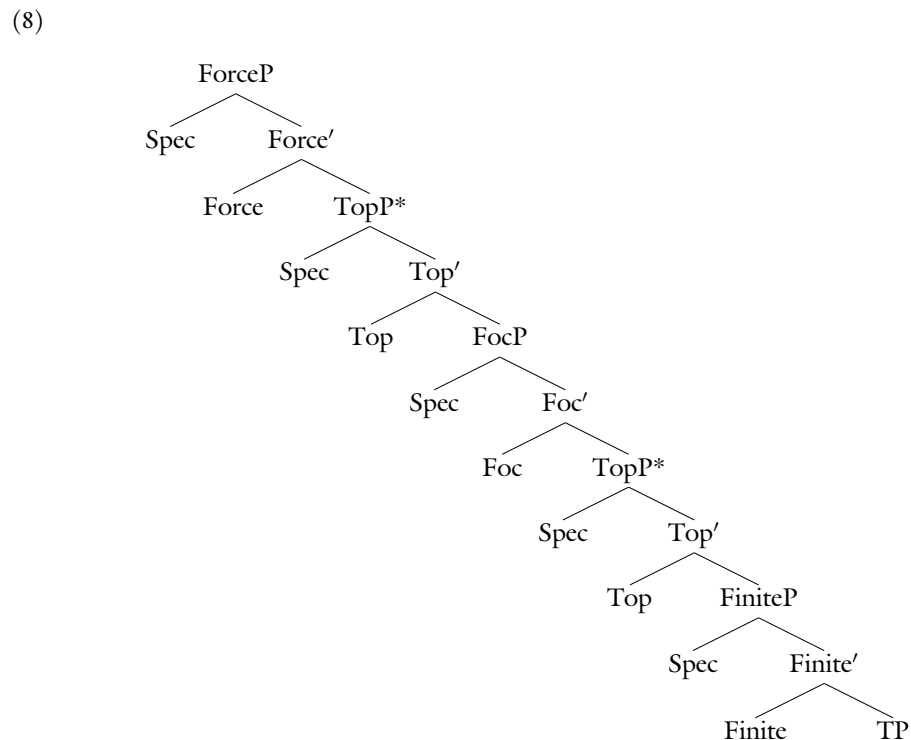 (8)
ForceP
Spec Force′
Force TopP*
Spec Top′
Top FocP
Spec Foc′
Foc TopP*
Spec Top′
Top FiniteP
Spec Finite′
Finite TP